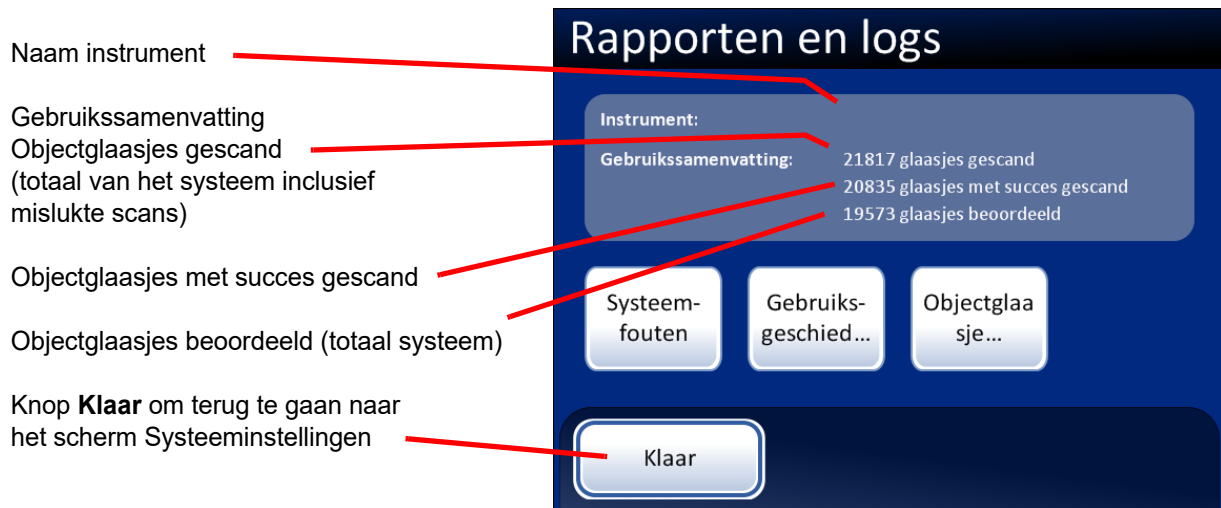 Naam instrument
Gebruikssamenvatting
Objectglaasjes gescand
(totaal van het systeem inclusief
mislukte scans)
Objectglaasjes met succes gescand
Objectglaasjes beoordeeld (totaal systeem)
Knop Klaar om terug te gaan naar
het scherm Systeeminstellingen
Rapporten en logs
Instrument:
Gebruikssamenvatting: 21817 glaasjes gescand
20835 glaasjes met succes gescand
19573 glaasjes beoordeeld
Systeem-
fouten
Gebruiks-
geschied...
Objectglaa
sje...
Klaar